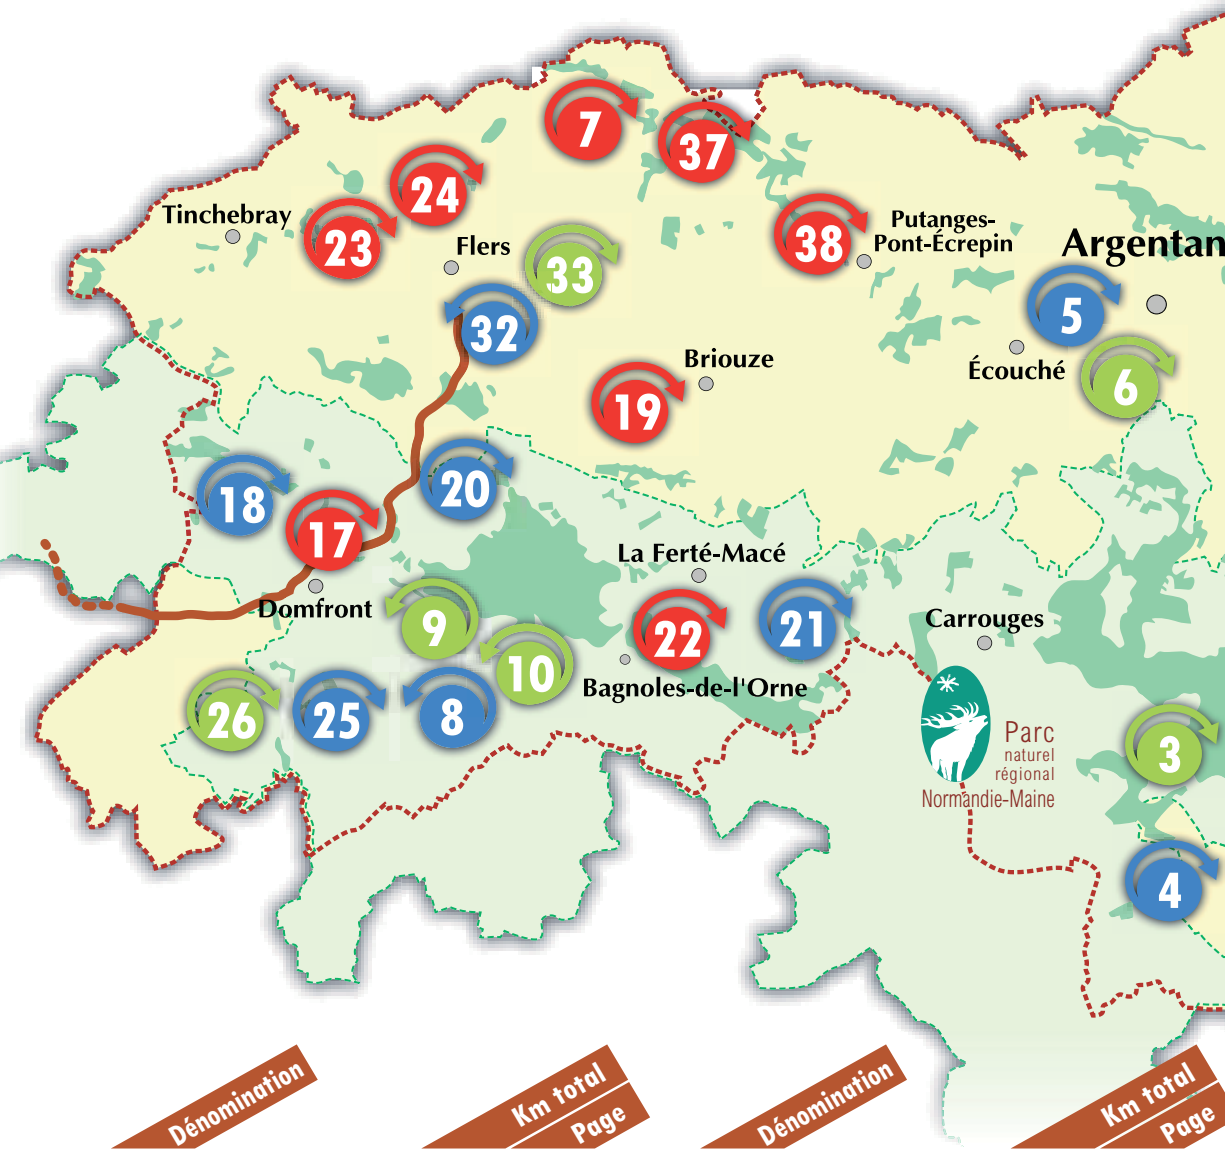 7
37
24
Tinchebray
23
Flers
33
38
Putanges-
Pont-Écrepin
Argentan
5
32
Écouché
6
Briouze
19
18
20
17
La Ferté-Macé
Domfront
9
10
22
21
Carrouges
Bagnoles-de-l'Orne
26
25
8
Parc
naturel
régional
Normandie-Maine
3
4
Dénomination
Km total
Page
Dénomination
Km total
Page